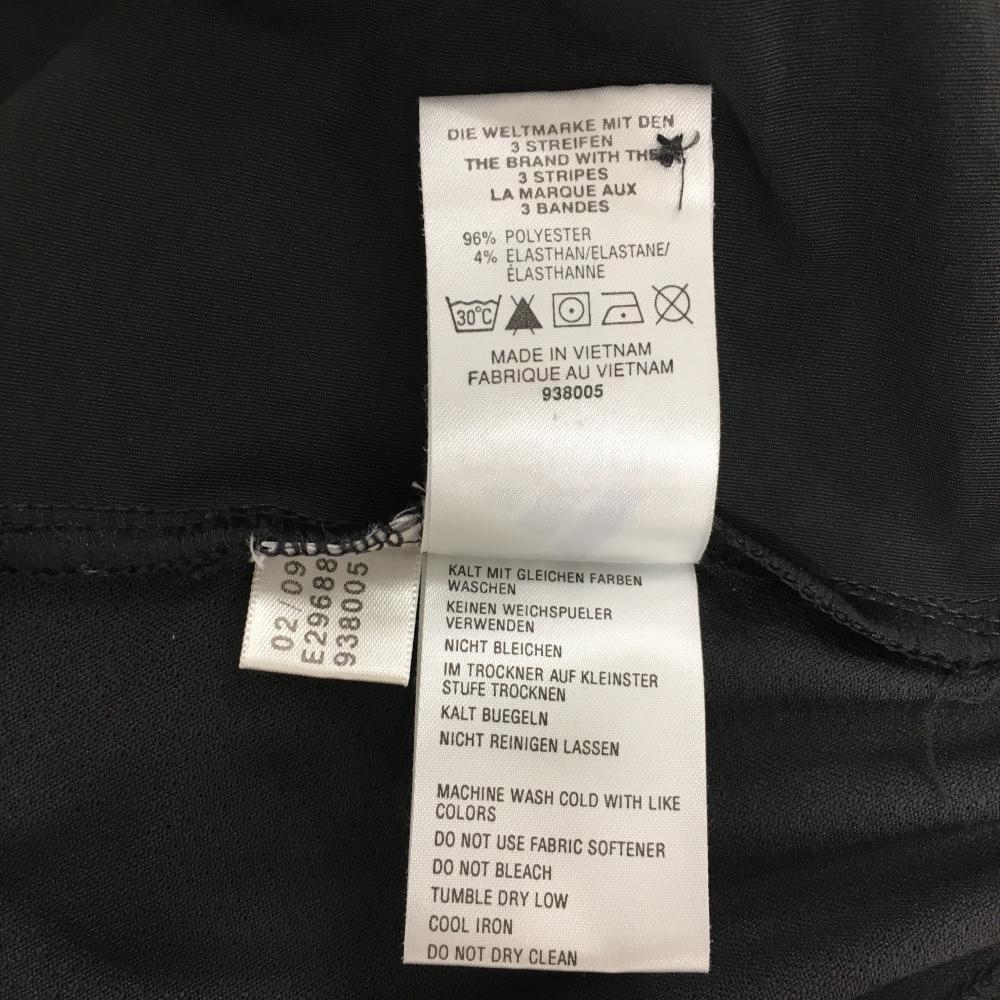 DIE WELTMARKE MIT DEN
3 STREIFEN
THE BRAND WITH THE
3 STRIPES
LA MARQUE AUX
3 BANDES
96% POLYESTER
4% ELASTHAN/ELASTANE/
ÉLASTHANNE
30°C
MADE IN VIETNAM
FABRIQUE AU VIETNAM
938005
02/09
E29688
938005
KALT MIT GLEICHEN FARBEN
WASCHEN
KEINEN WEICHSPUELER
VERWENDEN
NICHT BLEICHEN
IM TROCKNER AUF KLEINSTER
STUFE TROCKNEN
KALT BUEGELN
NICHT REINIGEN LASSEN
MACHINE WASH COLD WITH LIKE
COLORS
DO NOT USE FABRIC SOFTENER
DO NOT BLEACH
TUMBLE DRY LOW
COOL IRON
DO NOT DRY CLEAN